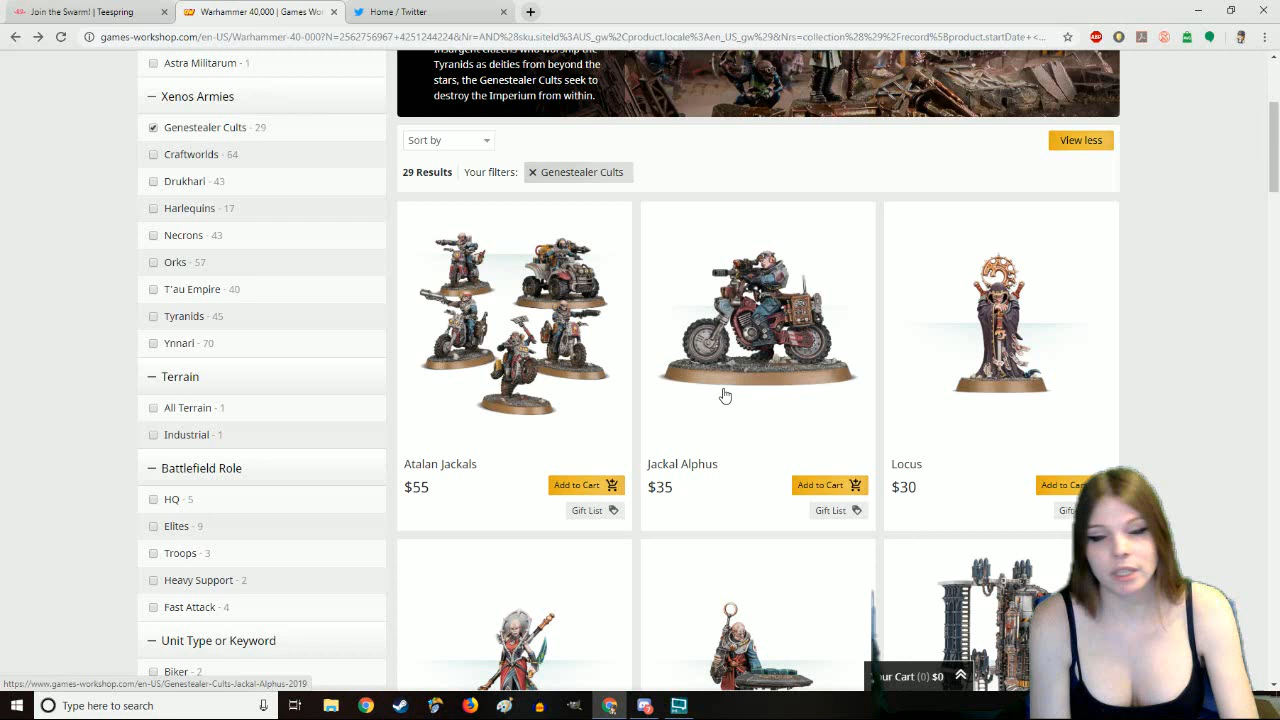 Join the Swarm! | Teespring
Warhammer 40,000 | Games Wor
Home / Twitter
games-workshop.com/en-US/Warhammer-40-000?N=2562756967+4251244224&Nr=AND%28sku.siteId%3AUS_gw%2Cproduct.locale%3Aen_US_gw%29&Nrs=collection%28%29%2Frecord%5Bproduct.startDate+<...
Astra Militarum - 1
Xenos Armies
Genestealer Cults - 29
Craftworlds - 64
Drukhari - 43
Harlequins - 17
Necrons - 43
Orks - 57
T'au Empire - 40
Tyranids - 45
Ynnari - 70
Terrain
All Terrain - 1
Industrial - 1
Battlefield Role
HQ - 5
Elites - 9
Troops - 3
Heavy Support - 2
Fast Attack - 4
Unit Type or Keyword
Biker - 2
Insurgent citizens who worship the
Tyranids as deities from beyond the
stars, the Genestealer Cults seek to
destroy the Imperium from within.
Sort by
View less
29 Results
Your filters:
Genestealer Cults
Atalan Jackals
$55
Add to Cart
Gift List
Jackal Alphus
$35
Add to Cart
Gift List
Locus
$30
Add to Car
Gift
ur Cart (0) $0
https://www.games-workshop.com/en-US/Genestealer-Cults-Jackal-Alphus-2019
Type here to search